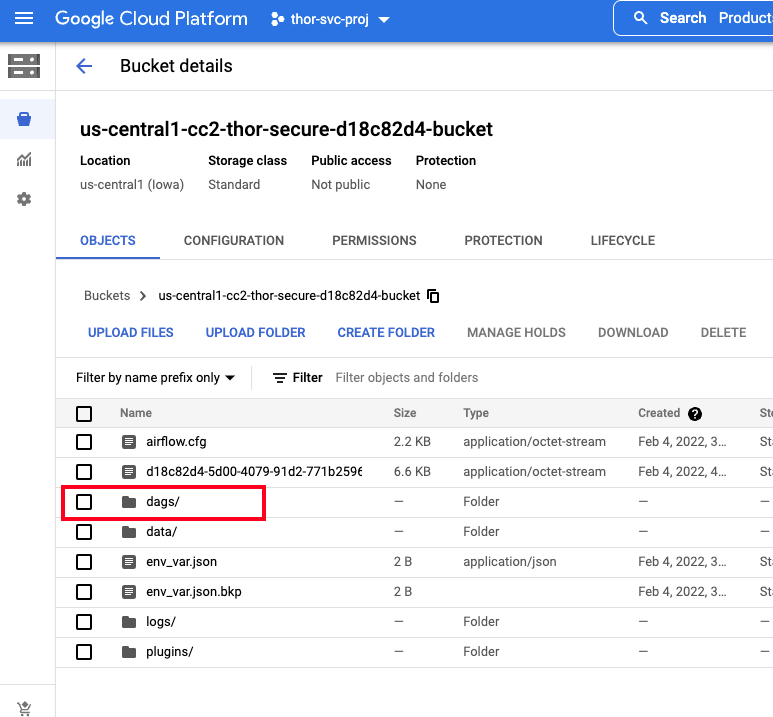 Google Cloud Platform thor-svc-proj Search Product
Bucket details
us-central1-cc2-thor-secure-d18c82d4-bucket
Location Storage class Public access Protection
us-central1 (Iowa) Standard Not public None
OBJECTS CONFIGURATION PERMISSIONS PROTECTION LIFECYCLE
Buckets us-central1-cc2-thor-secure-d18c82d4-bucket
UPLOAD FILES UPLOAD FOLDER CREATE FOLDER MANAGE HOLDS DOWNLOAD DELETE
Filter by name prefix only Filter Filter objects and folders
Name Size Type Created ? St
airflow.cfg 2.2 KB application/octet-stream Feb 4, 2022, 3... St
d18c82d4-5d00-4079-91d2-771b2596 6.6 KB application/octet-stream Feb 4, 2022, 4... St
dags/ — Folder — —
data/ — Folder — —
env_var.json 2 B application/json Feb 4, 2022, 3... St
env_var.json.bkp 2 B Feb 4, 2022, 3... St
logs/ — Folder — —
plugins/ — Folder — —